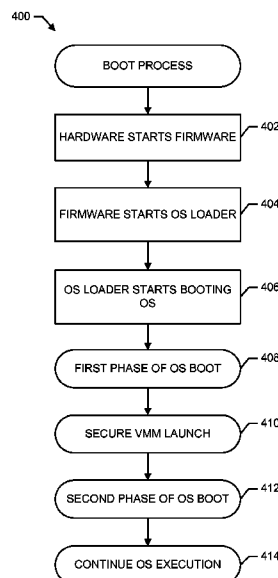 400
BOOT PROCESS
402
HARDWARE STARTS FIRMWARE
404
FIRMWARE STARTS OS LOADER
406
OS LOADER STARTS BOOTING
OS
408
FIRST PHASE OF OS BOOT
410
SECURE VMM LAUNCH
412
SECOND PHASE OF OS BOOT
414
CONTINUE OS EXECUTION